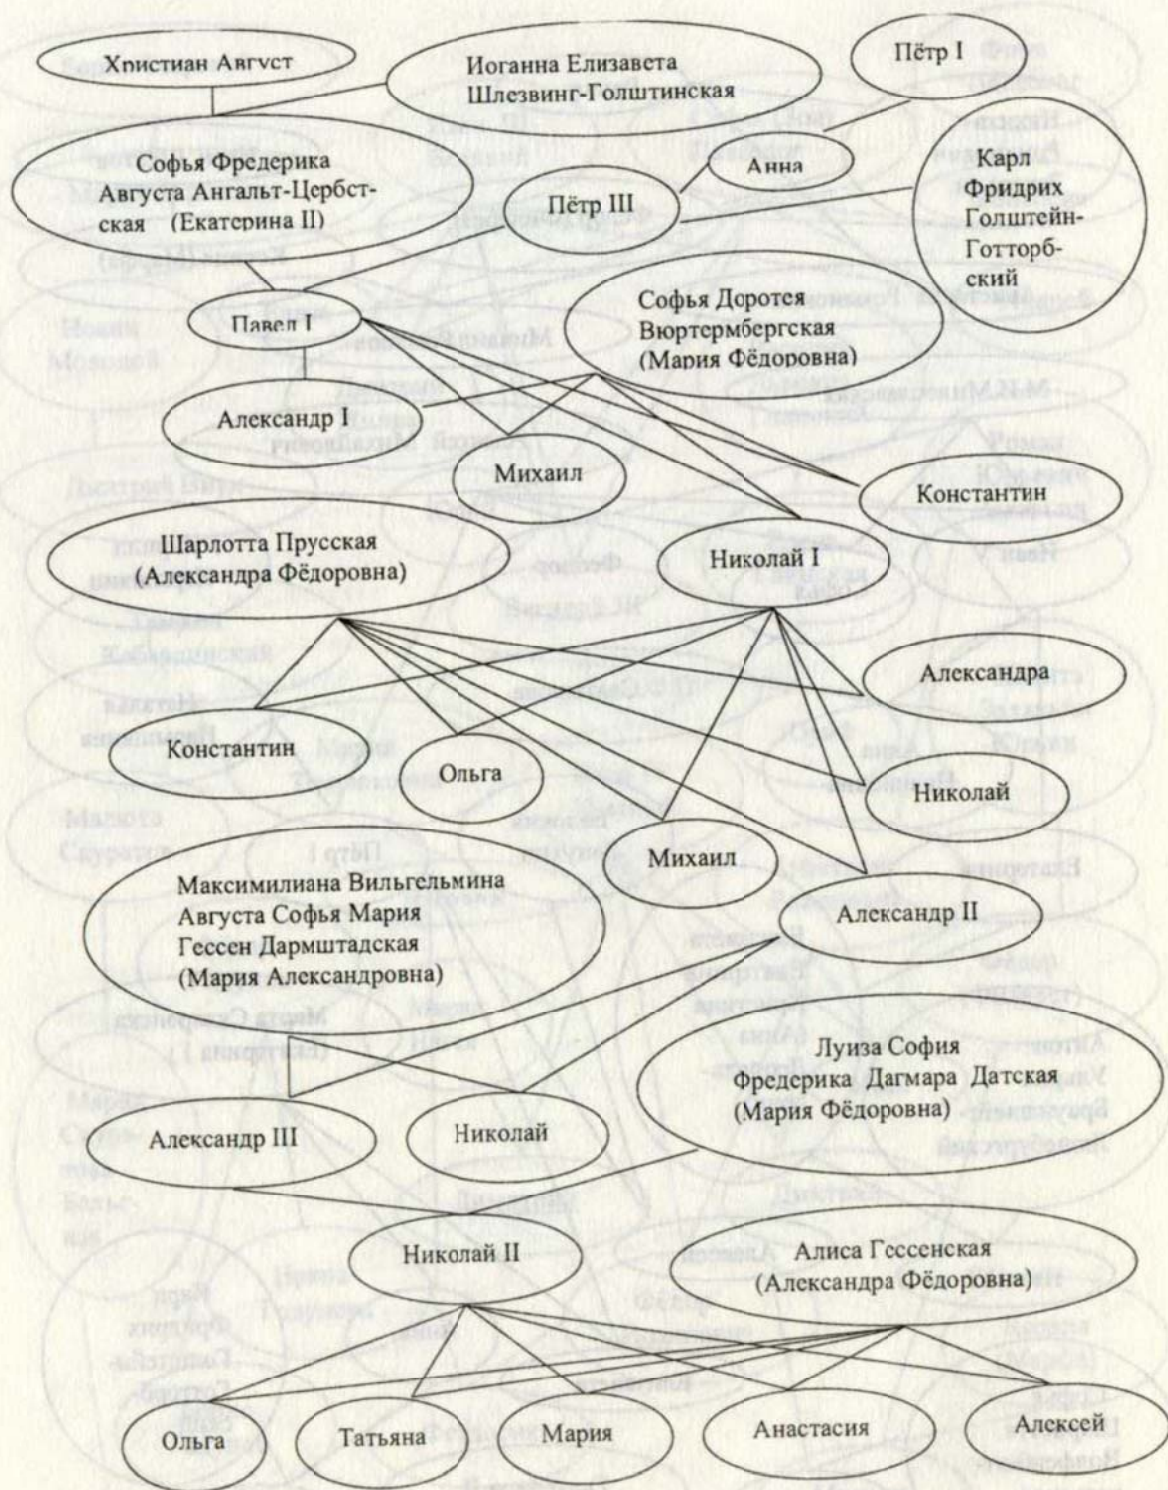 Христиан Август
Иоганна Елизавета
Шлезвинг-Голштинская
Пётр I
Софья Фредерика
Августа Ангальт-Цербст-
ская (Екатерина II)
Пётр III
Анна
Карл
Фридрих
Голштейн-
Готторб-
ский
Павел I
Софья Доротея
Вюртермбергская
(Мария Фёдоровна)
Александр I
Михаил
Константин
Шарлотта Прусская
(Александра Фёдоровна)
Николай I
Александра
Константин
Ольга
Николай
Михаил
Александр II
Максимилиана Вильгельмина
Августа Софья Мария
Гессен Дармштадская
(Мария Александровна)
Луиза София
Фредерика Дагмара Датская
(Мария Фёдоровна)
Александр III
Николай
Николай II
Алиса Гессенская
(Александра Фёдоровна)
Ольга
Татьяна
Мария
Анастасия
Алексей